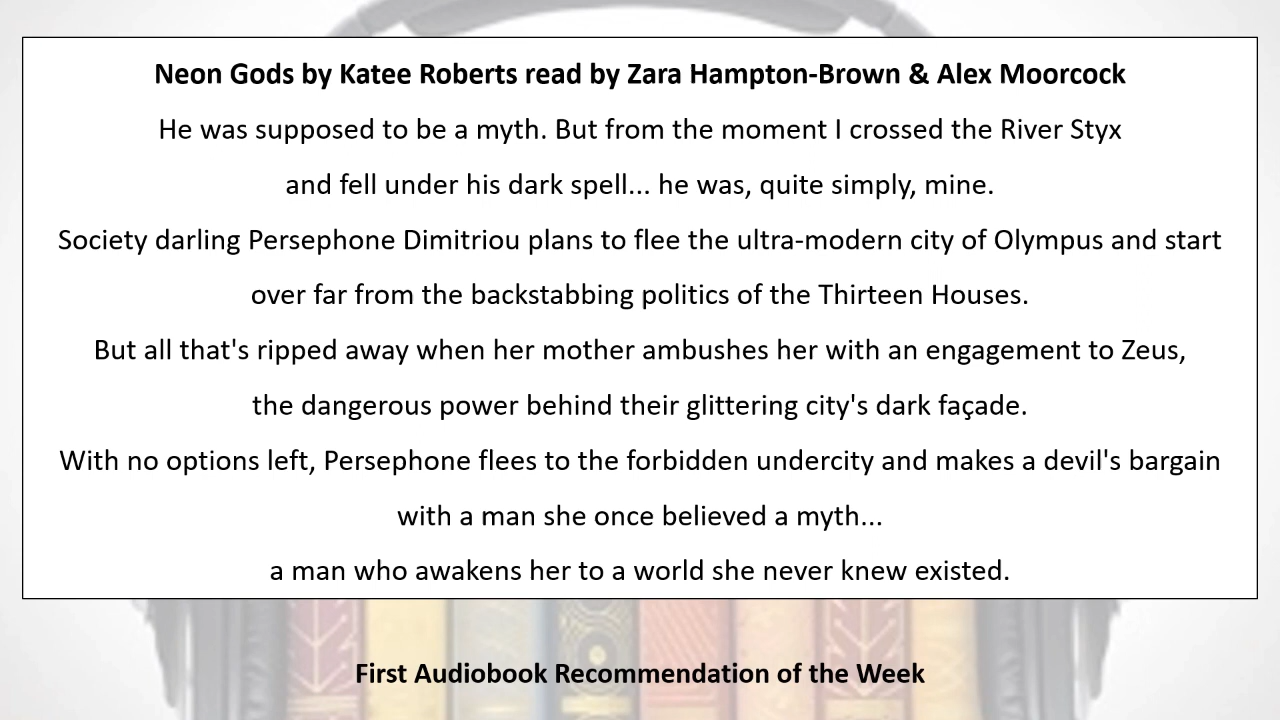 Neon Gods by Katee Roberts read by Zara Hampton-Brown & Alex Moorcock
He was supposed to be a myth. But from the moment I crossed the River Styx
and fell under his dark spell... he was, quite simply, mine.
Society darling Persephone Dimitriou plans to flee the ultra-modern city of Olympus and start
over far from the backstabbing politics of the Thirteen Houses.
But all that's ripped away when her mother ambushes her with an engagement to Zeus,
the dangerous power behind their glittering city's dark façade.
With no options left, Persephone flees to the forbidden undercity and makes a devil's bargain
with a man she once believed a myth...
a man who awakens her to a world she never knew existed.
First Audiobook Recommendation of the Week